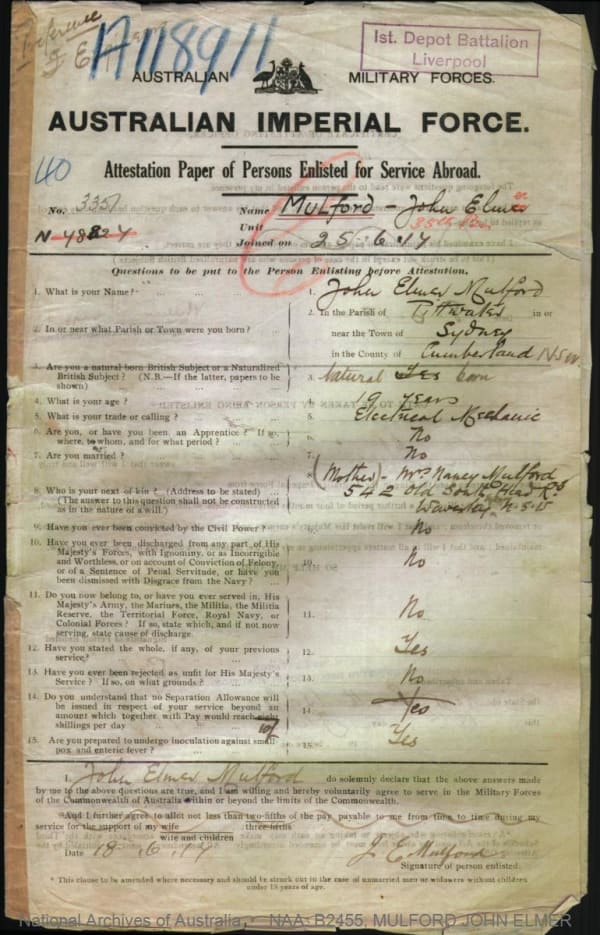 A118911
1st. Depot Battalion
Liverpool
AUSTRALIAN MILITARY FORCES.
AUSTRALIAN IMPERIAL FORCE.
40
Attestation Paper of Persons Enlisted for Service Abroad.
No. 3351 Name Mulford - John Elmer
N-48824 Unit 35th
Joined on 25.6.17
Questions to be put to the Person Enlisting before Attestation.
1. What is your Name? ... 1. John Elmer Mulford
2. In or near what Parish or Town were you born? ... 2. In the Parish of Pittwater in or
near the Town of Sydney
in the County of Cumberland NSW
3. Are you a natural born British Subject or a Naturalized
British Subject? (N.B.—If the latter, papers to be
shown) 3. Natural Yes born
4. What is your age? ... 4. 19 years
5. What is your trade or calling? ... 5. Electrical Mechanic
6. Are you, or have you been an Apprentice? If so,
where, to whom, and for what period? ... 6. No
7. Are you married? ... 7. No
8. Who is your next of kin? (Address to be stated) ...
(The answer to this question shall not be construed
as in the nature of a will.) 8. (Mother) - Mrs Nancy Mulford
542 Old South Head Rd
Waverley N.S.W
9. Have you ever been convicted by the Civil Power? ... 9. No
10. Have you ever been discharged from any part of His
Majesty's Forces, with Ignominy, or as Incorrigible
and Worthless, or on account of Conviction of Felony,
or of a Sentence of Penal Servitude, or have you
been dismissed with Disgrace from the Navy? ... 10. No
11. Do you now belong to, or have you ever served in, His
Majesty's Army, the Marines, the Militia, the Militia
Reserve, the Territorial Force, Royal Navy, or
Colonial Forces? If so, state which, and if not now
serving, state cause of discharge 11. No
12. Have you stated the whole, if any, of your previous
service? 12. Yes
13. Have you ever been rejected as unfit for His Majesty's
Service? If so, on what grounds? 13. No
14. Do you understand that no Separation Allowance will
be issued in respect of your service beyond an
amount which together with Pay would reach eight
shillings per day ... 10/- 14. Yes
15. Are you prepared to undergo inoculation against small-
pox and enteric fever? ... 15. Yes
I, John Elmer Mulford do solemnly declare that the above answers made
by me to the above questions are true, and I am willing and hereby voluntarily agree to serve in the Military Forces
of the Commonwealth of Australia within or beyond the limits of the Commonwealth.
*And I further agree to allot not less than two-fifths of the pay payable to me from time to time during my
three-fifths
service for the support of my wife
wife and children
Date 18.6.17 J E Mulford
Signature of person enlisted.
* This clause to be amended where necessary and should be struck out in the case of unmarried men or widowers without children
under 18 years of age.
National Archives of Australia NAA: B2455, MULFORD JOHN ELMER